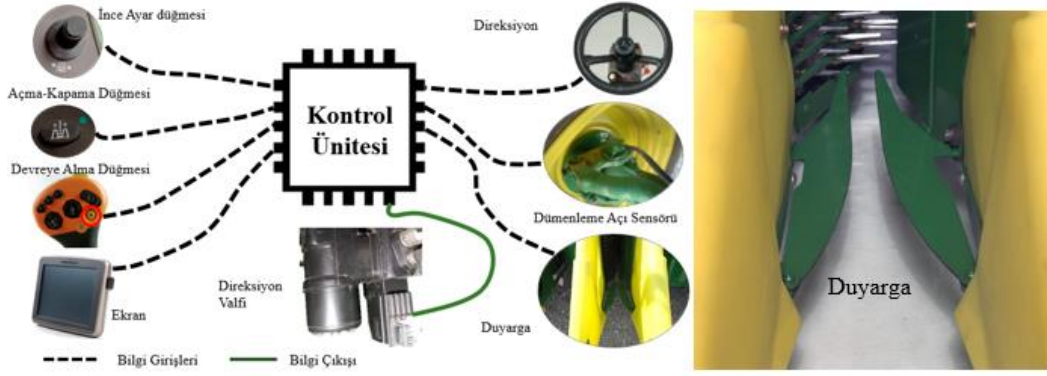 İnce Ayar düğmesi
Açma-Kapama Düğmesi
Devreye Alma Düğmesi
Ekran
Kontrol
Ünitesi
Direksiyon
Valfi
Direksiyon
Dümenleme Açı Sensörü
Duyarga
Bilgi Girişleri
Bilgi Çıkışı
Duyarga